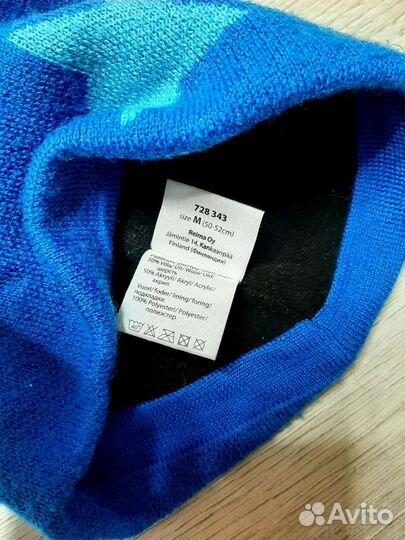 728 343
size M (50-52cm)
Reima Oy
Jämintie 14, Kankaanpää
Finland (Финляндия)
50% Villa/ Ull/ Wool/ Uld/
50% Akryyli/ Akryl/ Acrylic/
акрил
Vuori/ foder/ lining/ foring/
подкладка:
100% Polyesteri/ Polyester/
полиэстер
40°
Avito